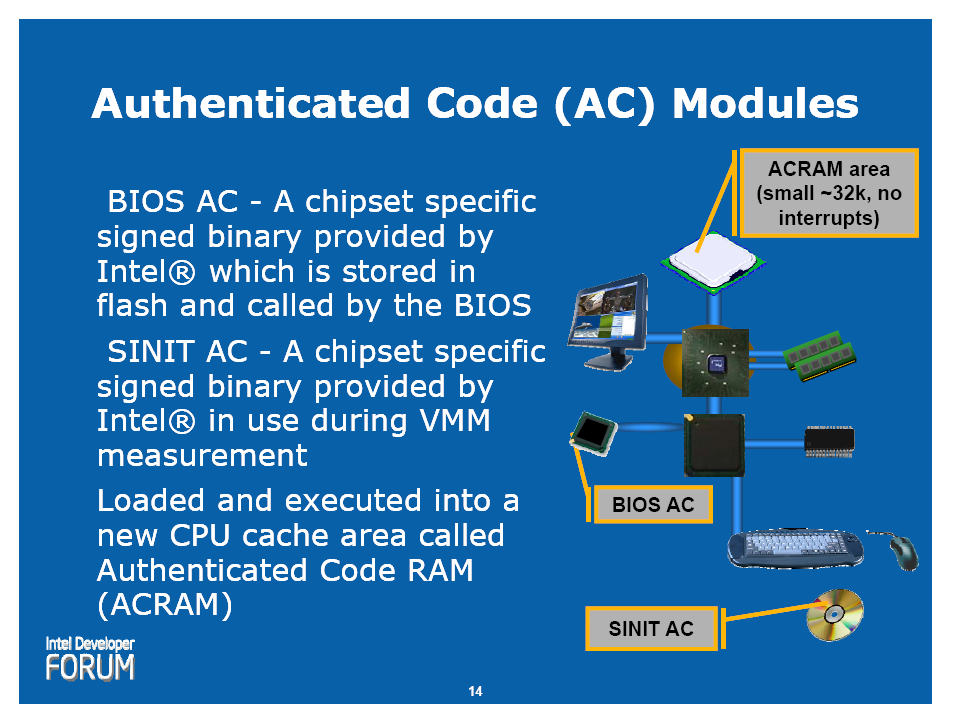 Authenticated Code (AC) Modules
BIOS AC - A chipset specific
signed binary provided by
Intel® which is stored in
flash and called by the BIOS
SINIT AC - A chipset specific
signed binary provided by
Intel® in use during VMM
measurement
Loaded and executed into a
new CPU cache area called
Authenticated Code RAM
(ACRAM)
ACRAM area
(small ~32k, no
interrupts)
BIOS AC
SINIT AC
Intel Developer
FORUM
14